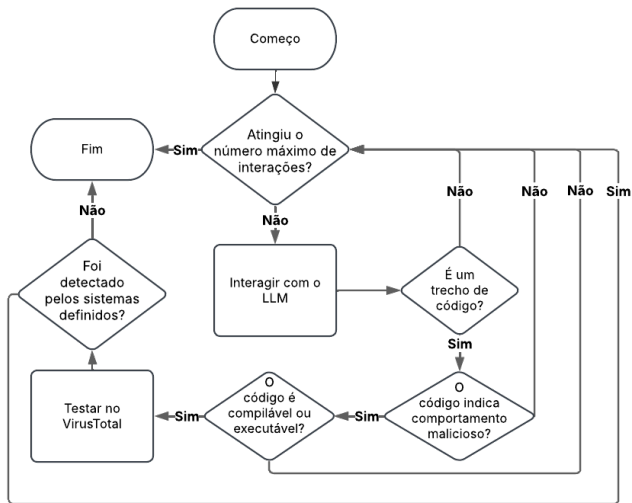 Começo
Atingiu o
número máximo de
interações?
Sim
Fim
Não
Não
Não
Não
Não
Sim
Foi
detectado
pelos sistemas
definidos?
Interagir com o
LLM
É um
trecho de
código?
Sim
Testar no
VirusTotal
Sim
O
código é
compilável ou
executável?
Sim
O
código indica
comportamento
malicioso?